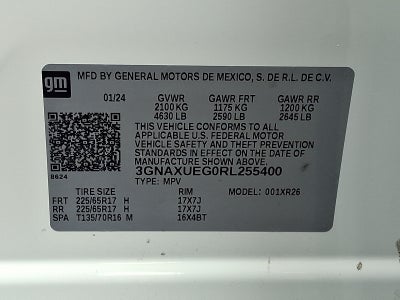 gm MFD BY GENERAL MOTORS DE MEXICO, S. DE R.L. DE C.V.
01/24 GVWR GAWR FRT GAWR RR
2100 KG 1175 KG 1200 KG
4630 LB 2590 LB 2645 LB
THIS VEHICLE CONFORMS TO ALL
APPLICABLE U.S. FEDERAL MOTOR
VEHICLE SAFETY AND THEFT PREVENTION
STANDARDS IN EFFECT ON THE DATE OF
MANUFACTURE SHOWN ABOVE.
3GNAXUEG0RL255400
8624 TYPE: MPV
TIRE SIZE RIM MODEL: 001XR26
FRT 225/65R17 H 17X7J
RR 225/65R17 H 17X7J
SPA T135/70R16 M 16X4BT